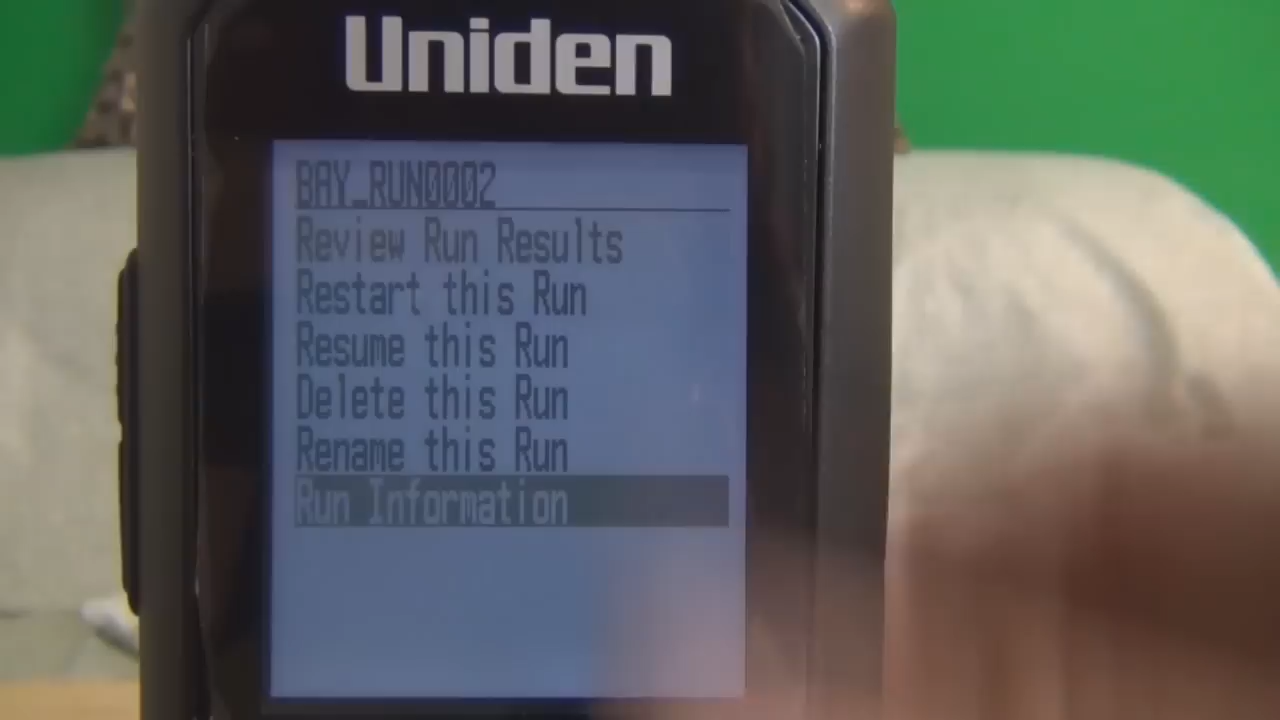 Uniden
BAY_RUN0002
Review Run Results
Restart this Run
Resume this Run
Delete this Run
Rename this Run
Run Information